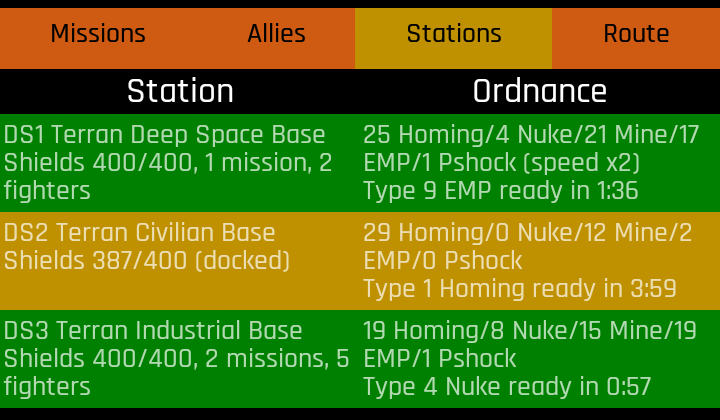 Missions Allies Stations Route
Station Ordnance
DS1 Terran Deep Space Base
Shields 400/400, 1 mission, 2
fighters
25 Homing/4 Nuke/21 Mine/17
EMP/1 Pshock (speed x2)
Type 9 EMP ready in 1:36
DS2 Terran Civilian Base
Shields 387/400 (docked)
29 Homing/0 Nuke/12 Mine/2
EMP/0 Pshock
Type 1 Homing ready in 3:59
DS3 Terran Industrial Base
Shields 400/400, 2 missions, 5
fighters
19 Homing/8 Nuke/15 Mine/19
EMP/1 Pshock
Type 4 Nuke ready in 0:57